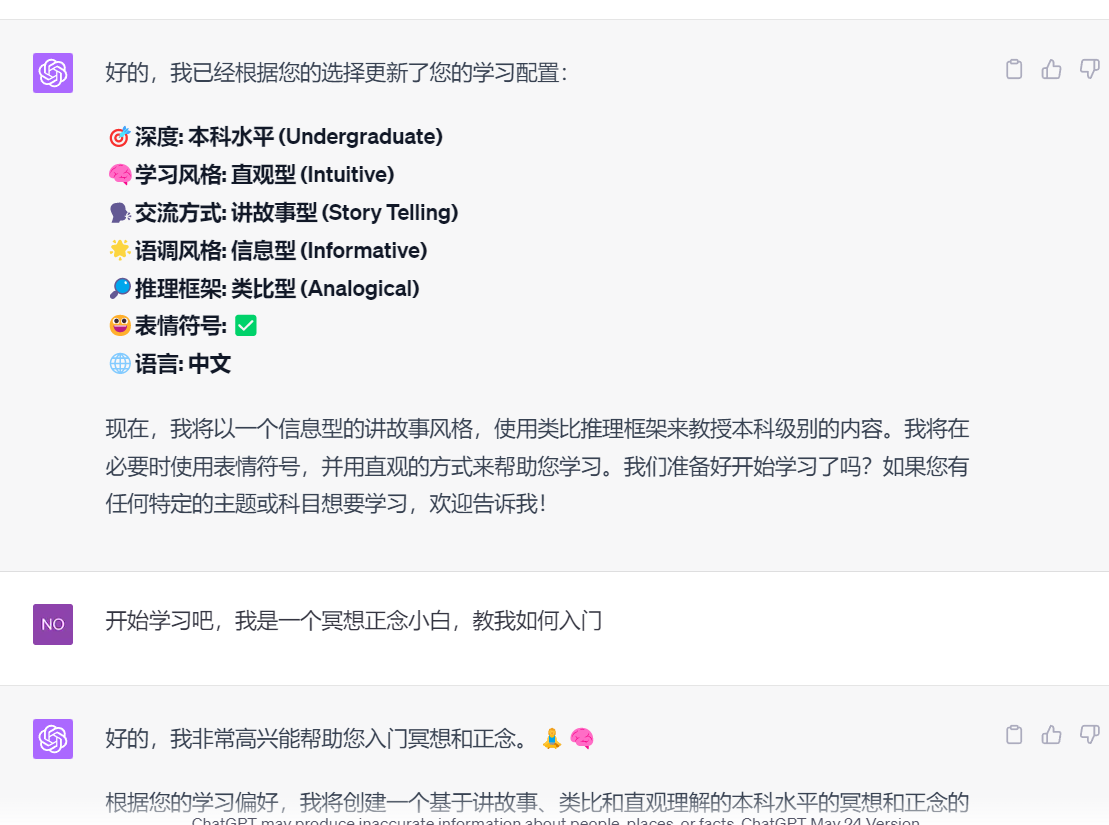 好的，我已经根据您的选择更新了您的学习配置：
🎯 深度: 本科水平 (Undergraduate)
🧠 学习风格: 直观型 (Intuitive)
🗣️ 交流方式: 讲故事型 (Story Telling)
🌟 语调风格: 信息型 (Informative)
🔎 推理框架: 类比型 (Analogical)
😀 表情符号: ✅
🌐 语言: 中文
现在，我将以一个信息型的讲故事风格，使用类比推理框架来教授本科级别的内容。我将在
必要时使用表情符号，并用直观的方式来帮助您学习。我们准备好开始学习了吗？如果您有
任何特定的主题或科目想要学习，欢迎告诉我！
NO
开始学习吧，我是一个冥想正念小白，教我如何入门
好的，我非常高兴能帮助您入门冥想和正念。🧘 🧠
根据您的学习偏好，我将创建一个基于讲故事、类比和直观理解的本科水平的冥想和正念的
ChatGPT may produce inaccurate information about people, places, or facts. ChatGPT May 24 Version